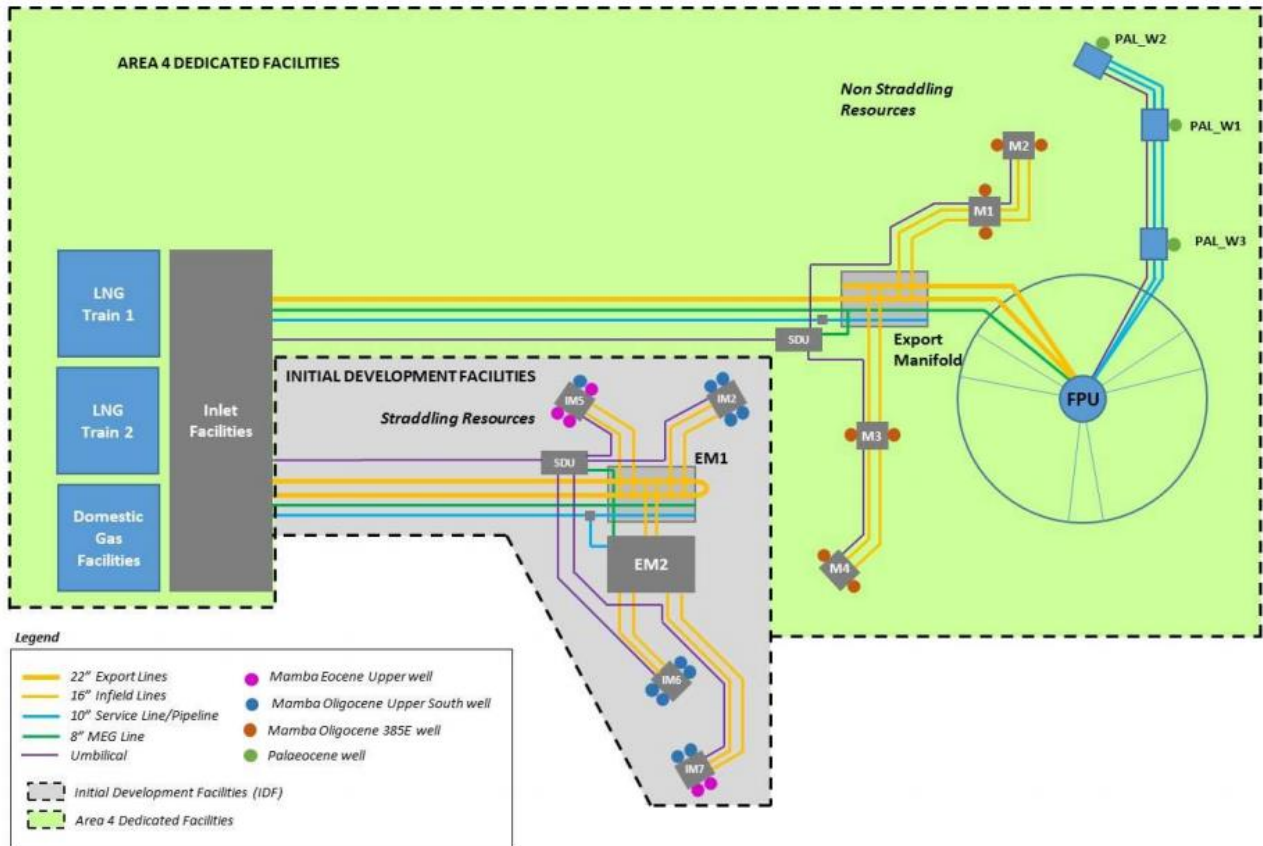 AREA 4 DEDICATED FACILITIES
PAL_W2
Non Straddling
Resources
PAL_W1
M2
M1
PAL_W3
LNG
Train 1
Inlet
Facilities
SDU
Export
Manifold
FPU
INITIAL DEVELOPMENT FACILITIES
Straddling Resources
IM5
IM2
LNG
Train 2
SDU
EM1
M3
Domestic
Gas
Facilities
EM2
M4
IM6
IM7
Legend
22" Export Lines
16" Infield Lines
10" Service Line/Pipeline
8" MEG Line
Umbilical
Mamba Eocene Upper well
Mamba Oligocene Upper South well
Mamba Oligocene 385E well
Palaeocene well
Initial Development Facilities (IDF)
Area 4 Dedicated Facilities